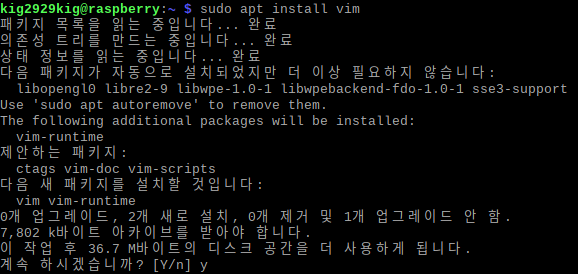 kig2929kig@raspberry:~ $ sudo apt install vim
패키지 목록을 읽는 중입니다... 완료
의존성 트리를 만드는 중입니다... 완료
상태 정보를 읽는 중입니다... 완료
다음 패키지가 자동으로 설치되었지만 더 이상 필요하지 않습니다:
  libopengl0 libre2-9 libwpe-1.0-1 libwpebackend-fdo-1.0-1 sse3-support
Use 'sudo apt autoremove' to remove them.
The following additional packages will be installed:
  vim-runtime
제안하는 패키지:
  ctags vim-doc vim-scripts
다음 새 패키지를 설치할 것입니다:
  vim vim-runtime
0개 업그레이드, 2개 새로 설치, 0개 제거 및 1개 업그레이드 안 함.
7,802 k바이트 아카이브를 받아야 합니다.
이 작업 후 36.7 M바이트의 디스크 공간을 더 사용하게 됩니다.
계속 하시겠습니까? [Y/n] y